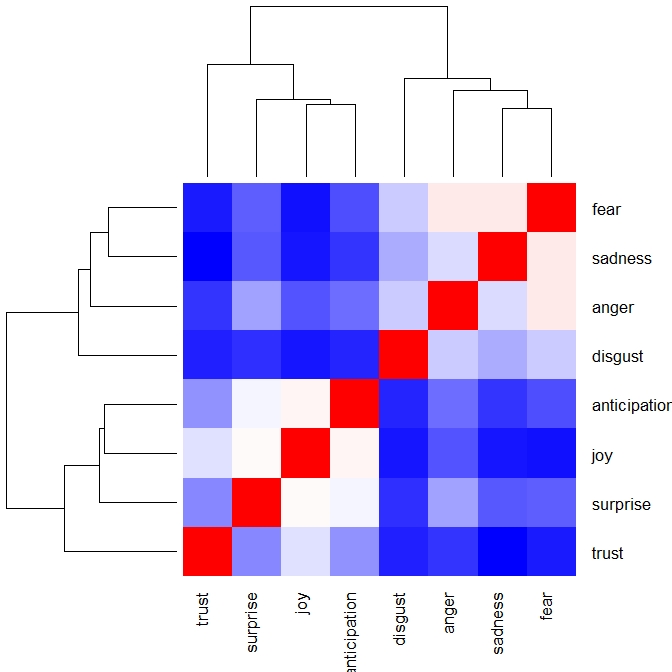 fear
sadness
anger
disgust
anticipation
joy
surprise
trust
trust
surprise
joy
anticipation
disgust
anger
sadness
fear